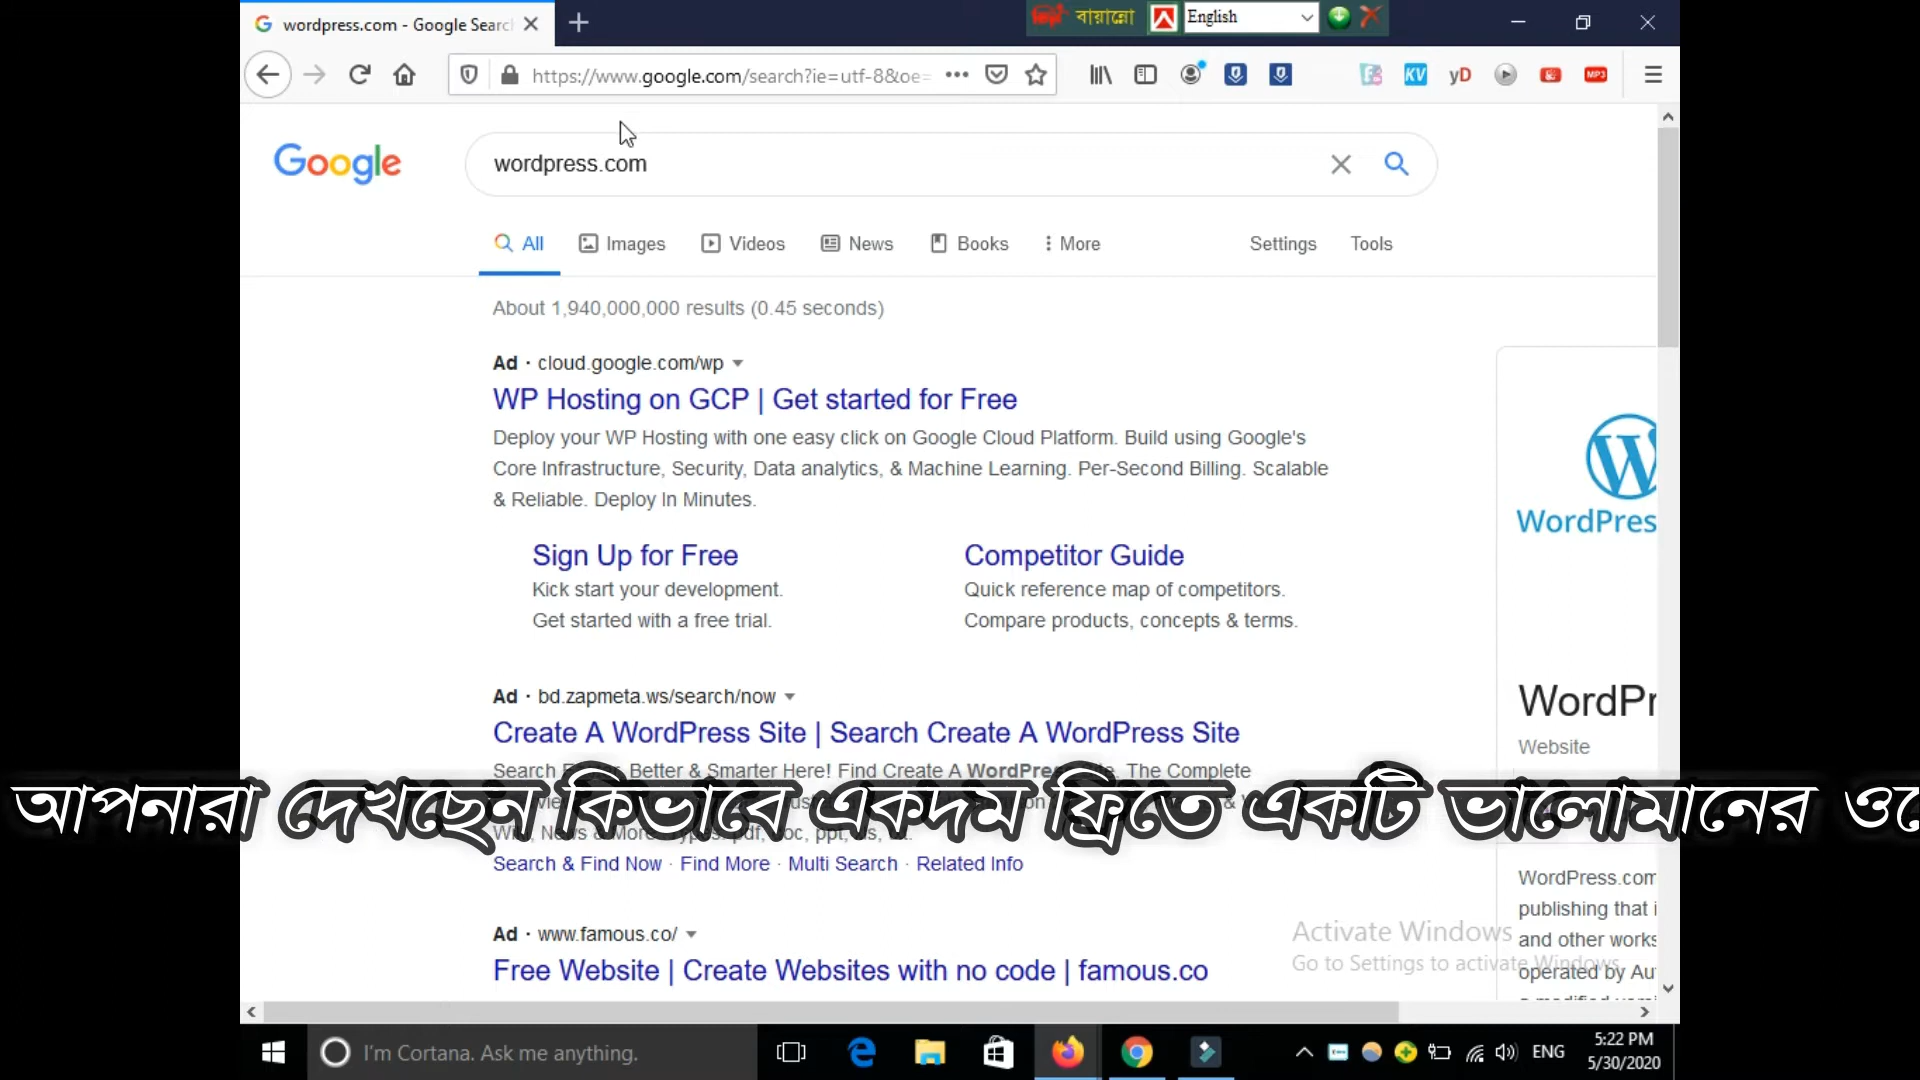 wordpress.com - Google Searc
বায়ান্নো
English
https://www.google.com/search?ie=utf-8&oe=
KV
yD
MP3
Google
wordpress.com
All Images Videos News Books More Settings Tools
About 1,940,000,000 results (0.45 seconds)
Ad · cloud.google.com/wp
WP Hosting on GCP | Get started for Free
Deploy your WP Hosting with one easy click on Google Cloud Platform. Build using Google's
Core Infrastructure, Security, Data analytics, & Machine Learning. Per-Second Billing. Scalable
& Reliable. Deploy In Minutes.
Sign Up for Free
Kick start your development.
Get started with a free trial.
Competitor Guide
Quick reference map of competitors.
Compare products, concepts & terms.
WordPres
Ad · bd.zapmeta.ws/search/now
Create A WordPress Site | Search Create A WordPress Site
Search Better & Smarter Here! Find Create A The Complete
আপনারা দেখছেন কিভাবে একদম ফ্রিতে একটি ভালোমানের
Search & Find Now · Find More · Multi Search · Related Info
Ad · www.famous.co/
Free Website | Create Websites with no code | famous.co
WordPr
Website
WordPress.com
publishing that i
and other works
operated by Au
Activate Windows
Go to Settings to activate Windows.
I'm Cortana. Ask me anything.
ENG
5:22 PM
5/30/2020